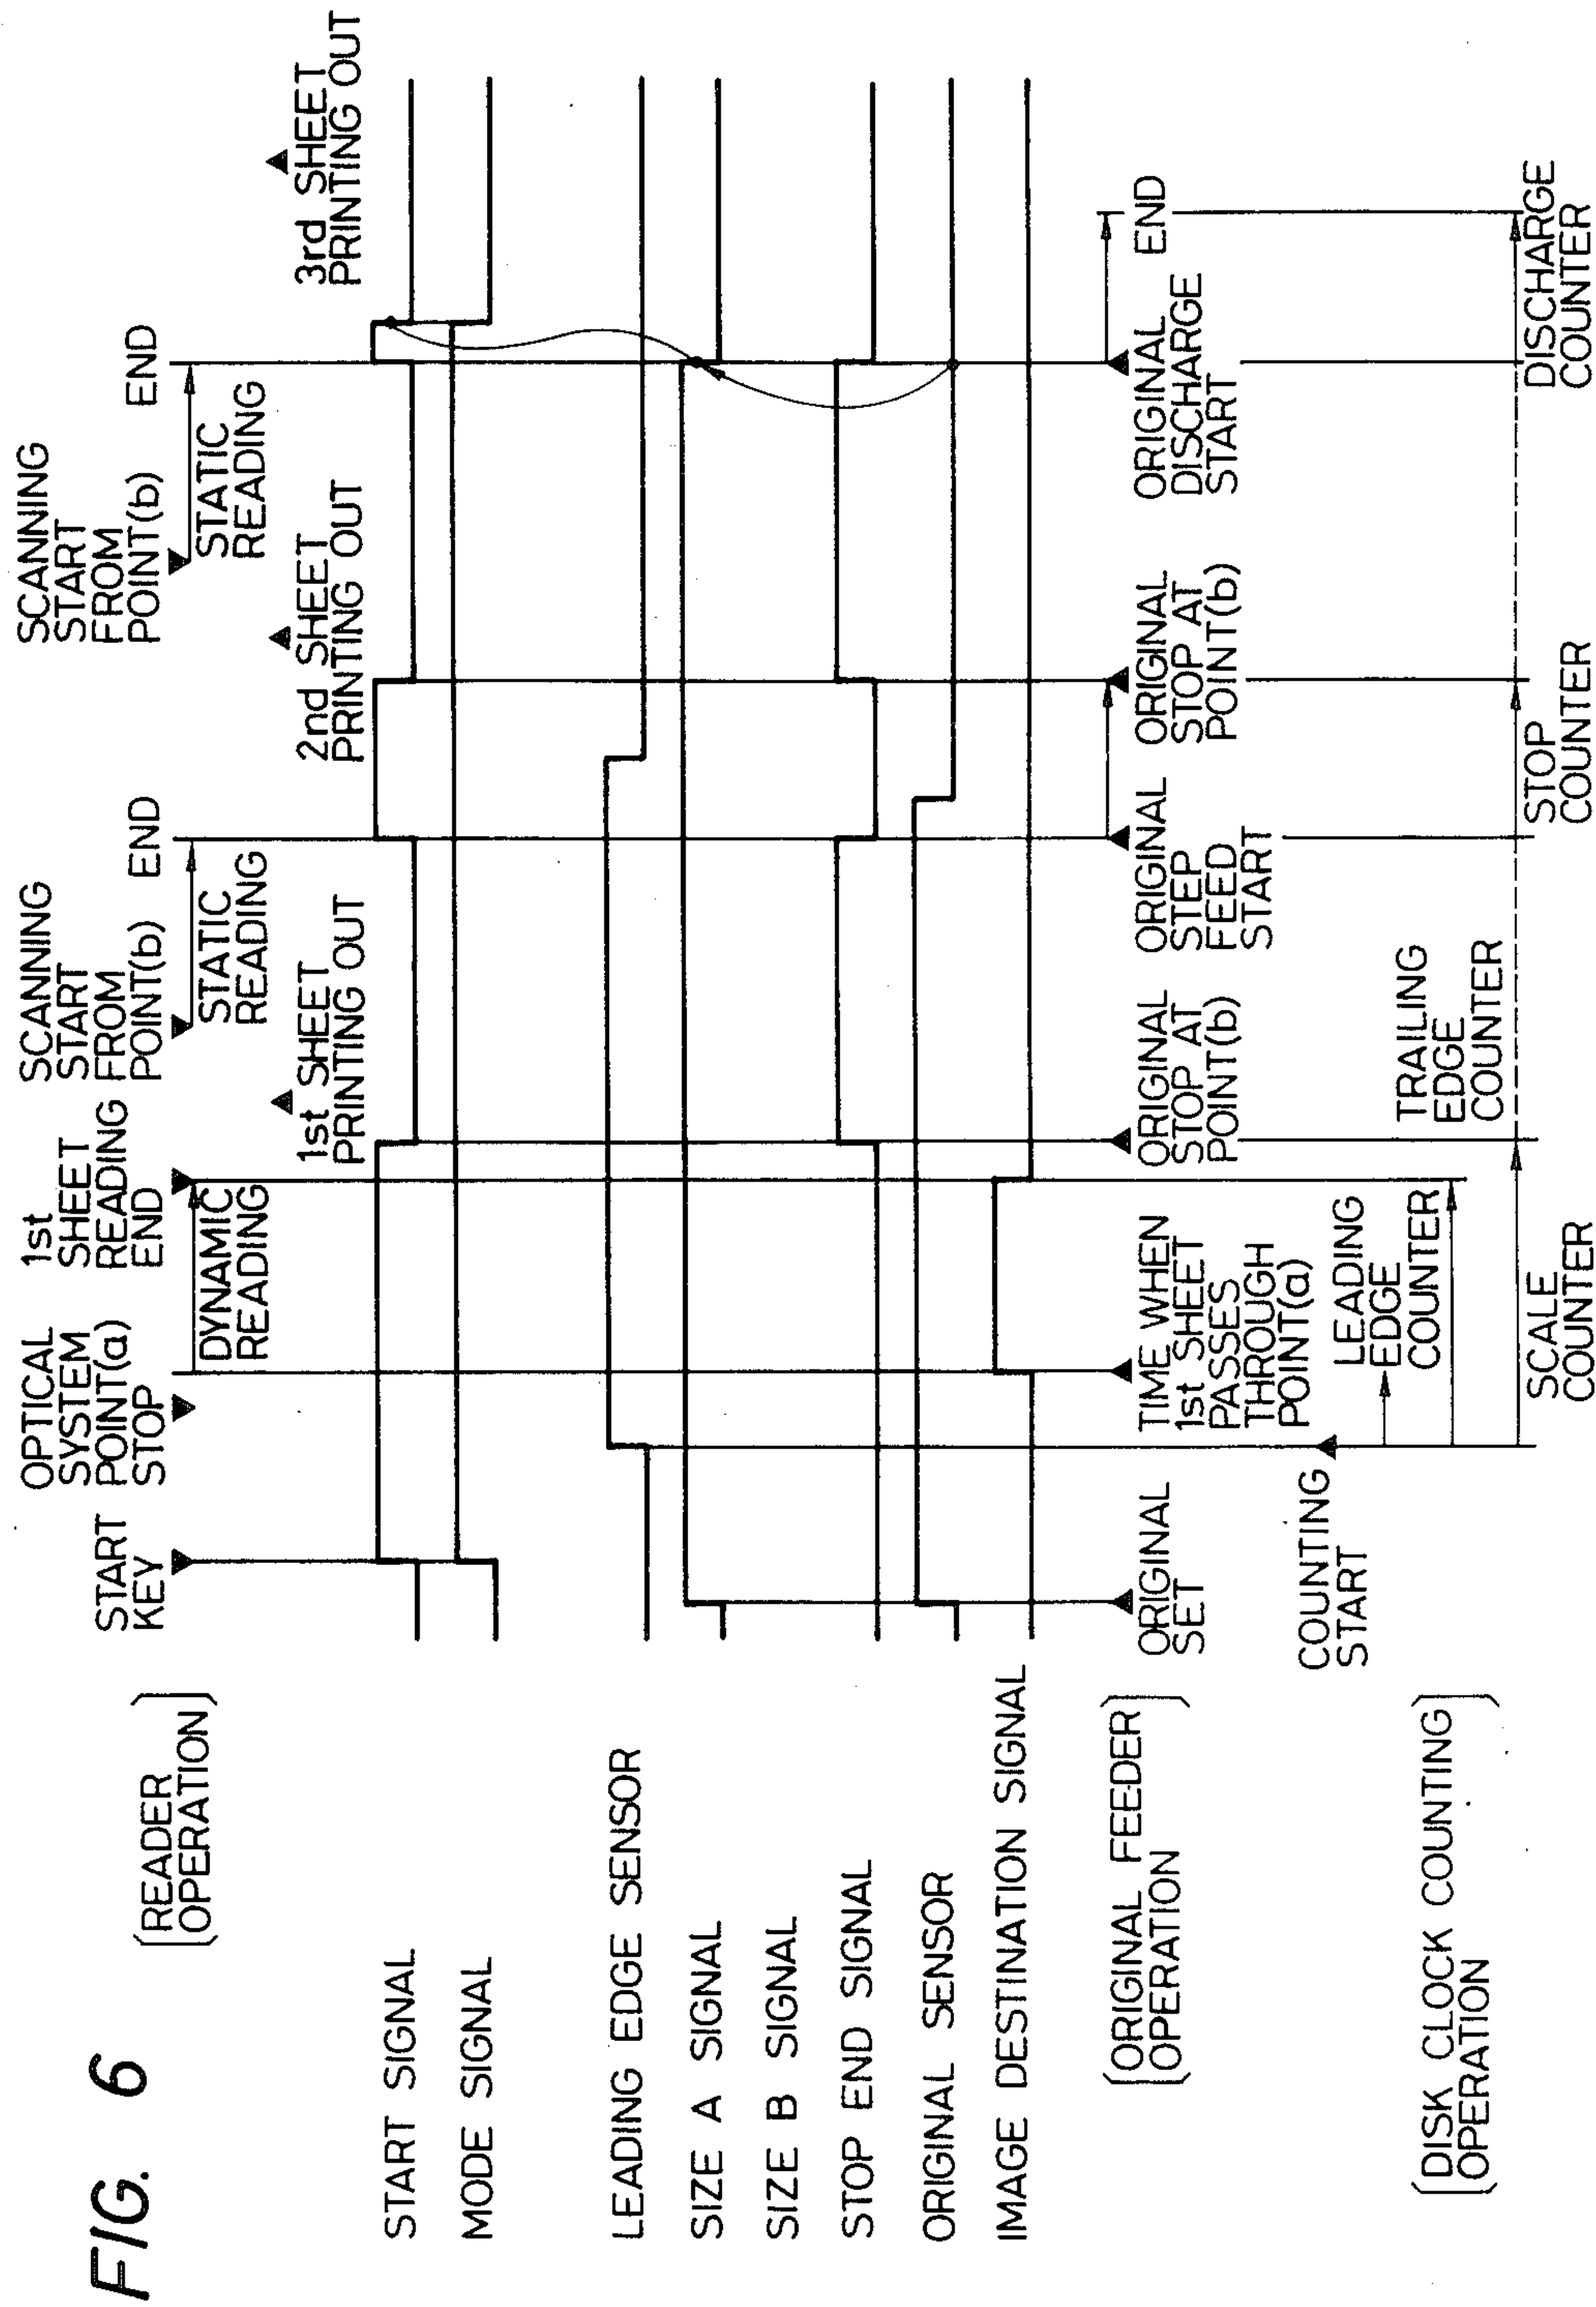 FIG. 6
(READER
OPERATION)
START
KEY
OPTICAL
SYSTEM
POINT(a)
STOP
1st
SHEET
READING
END
SCANNING
START
FROM
POINT(b)
END
SCANNING
START
FROM
POINT(b)
END
DYNAMIC
READING
STATIC
READING
STATIC
READING
1st SHEET
PRINTING OUT
2nd SHEET
PRINTING OUT
3rd SHEET
PRINTING OUT
START SIGNAL
MODE SIGNAL
LEADING EDGE SENSOR
SIZE A SIGNAL
SIZE B SIGNAL
STOP END SIGNAL
ORIGINAL SENSOR
IMAGE DESTINATION SIGNAL
(ORIGINAL FEEDER
OPERATION)
ORIGINAL
SET
TIME WHEN
1st SHEET
PASSES
THROUGH
POINT(a)
ORIGINAL
STOP AT
POINT(b)
ORIGINAL
STEP
FEED
START
ORIGINAL
STOP AT
POINT(b)
ORIGINAL
DISCHARGE
START
END
(DISK CLOCK COUNTING
OPERATION)
COUNTING
START
LEADING
EDGE
COUNTER
TRAILING
EDGE
COUNTER
SCALE
COUNTER
STOP
COUNTER
DISCHARGE
COUNTER